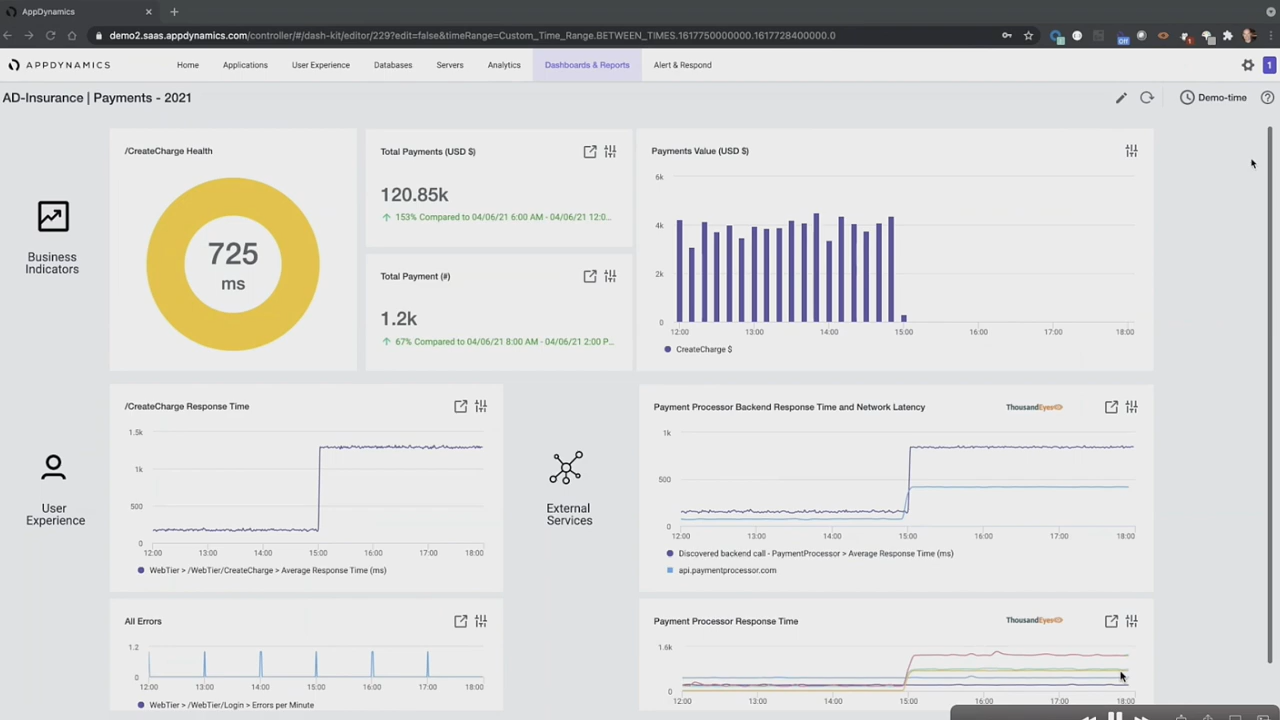 AppDynamics
demo2.saas.appdynamics.com/controller/#/dash-kit/editor/229?edit=false&timeRange=Custom_Time_Range.BETWEEN_TIMES.1617750000000.1617728400000.0
Off
1
APPDYNAMICS
Home
Applications
User Experience
Databases
Servers
Analytics
Dashboards & Reports
Alert & Respond
1
AD-Insurance | Payments - 2021
Demo-time
Business
Indicators
/CreateCharge Health
725
ms
Total Payments (USD $)
120.85k
153% Compared to 04/06/21 6:00 AM - 04/06/21 12:0...
Total Payment (#)
1.2k
67% Compared to 04/06/21 8:00 AM - 04/06/21 2:00 P...
Payments Value (USD $)
6k
4k
2k
0
12:00 13:00 14:00 15:00 16:00 17:00 18:00
CreateCharge $
User
Experience
/CreateCharge Response Time
1.5k
1k
500
0
12:00 13:00 14:00 15:00 16:00 17:00 18:00
WebTier > /WebTier/CreateCharge > Average Response Time (ms)
External
Services
Payment Processor Backend Response Time and Network Latency
ThousandEyes
1k
500
0
12:00 13:00 14:00 15:00 16:00 17:00 18:00
Discovered backend call - PaymentProcessor > Average Response Time (ms)
api.paymentprocessor.com
All Errors
1.2
0
12:00 13:00 14:00 15:00 16:00 17:00 18:00
WebTier > /WebTier/Login > Errors per Minute
Payment Processor Response Time
ThousandEyes
1.6k
0
12:00 13:00 14:00 15:00 16:00 17:00 18:00